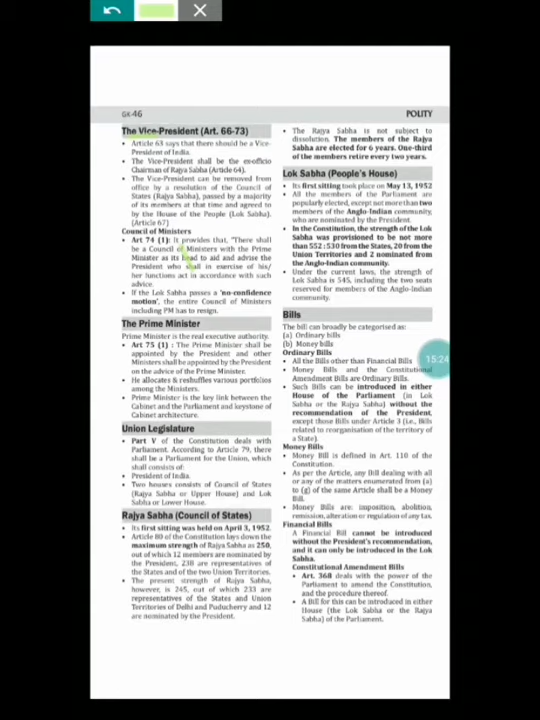 GK-46
POLITY
The Vice-President (Art. 66-73)
• Article 63 says that there should be a Vice-
President of India.
• The Vice-President shall be the ex-officio
Chairman of Rajya Sabha (Article 64).
• The Vice-President can be removed from
office by a resolution of the Council of
States (Rajya Sabha), passed by a majority
of its members at that time and agreed to
by the House of the People (Lok Sabha).
(Article 67)
Council of Ministers
• Art 74 (1): It provides that, "There shall
be a Council of Ministers with the Prime
Minister as its head to aid and advise the
President who shall in exercise of his/
her functions act in accordance with such
advice.
• If the Lok Sabha passes a 'no-confidence
motion', the entire Council of Ministers
including PM has to resign.
The Prime Minister
Prime Minister is the real executive authority.
• Art 75 (1) : The Prime Minister shall be
appointed by the President and other
Ministers shall be appointed by the President
on the advice of the Prime Minister.
• He allocates & reshuffles various portfolios
among the Ministers.
• Prime Minister is the key link between the
Cabinet and the Parliament and keystone of
Cabinet architecture.
Union Legislature
• Part V of the Constitution deals with
Parliament. According to Article 79, there
shall be a Parliament for the Union, which
shall consists of:
• President of India.
• Two houses consists of Council of States
(Rajya Sabha or Upper House) and Lok
Sabha or Lower House.
Rajya Sabha (Council of States)
• Its first sitting was held on April 3, 1952.
• Article 80 of the Constitution lays down the
maximum strength of Rajya Sabha as 250,
out of which 12 members are nominated by
the President, 238 are representatives of
the States and of the two Union Territories.
• The present strength of Rajya Sabha,
however, is 245, out of which 233 are
representatives of the States and Union
Territories of Delhi and Puducherry and 12
are nominated by the President.
• The Rajya Sabha is not subject to
dissolution. The members of the Rajya
Sabha are elected for 6 years. One-third
of the members retire every two years.
Lok Sabha (People's House)
• Its first sitting took place on May 13, 1952
• All the members of the Parliament are
popularly elected, except not more than two
members of the Anglo-Indian community,
who are nominated by the President.
• In the Constitution, the strength of the Lok
Sabha was provisioned to be not more
than 552 : 530 from the States, 20 from the
Union Territories and 2 nominated from
the Anglo-Indian community.
• Under the current laws, the strength of
Lok Sabha is 545, including the two seats
reserved for members of the Anglo-Indian
community.
Bills
The bill can broadly be categorised as:
(a) Ordinary bills
(b) Money bills
Ordinary Bills
• All the Bills other than Financial Bills
• Money Bills and the Constitutional
Amendment Bills are Ordinary Bills.
• Such Bills can be introduced in either
House of the Parliament (in Lok
Sabha or the Rajya Sabha) without the
recommendation of the President,
except those Bills under Article 3 (i.e., Bills
related to reorganisation of the territory of
a State).
Money Bills
• Money Bill is defined in Art. 110 of the
Constitution.
• As per the Article, any Bill dealing with all
or any of the matters enumerated from (a)
to (g) of the same Article shall be a Money
Bill.
• Money Bills are: imposition, abolition,
remission, alteration or regulation of any tax.
Financial Bills
A Financial Bill cannot be introduced
without the President's recommendation,
and it can only be introduced in the Lok
Sabha.
Constitutional Amendment Bills
• Art. 368 deals with the power of the
Parliament to amend the Constitution,
and the procedure thereof.
• A Bill for this can be introduced in either
House (the Lok Sabha or the Rajya
Sabha) of the Parliament.
15:24